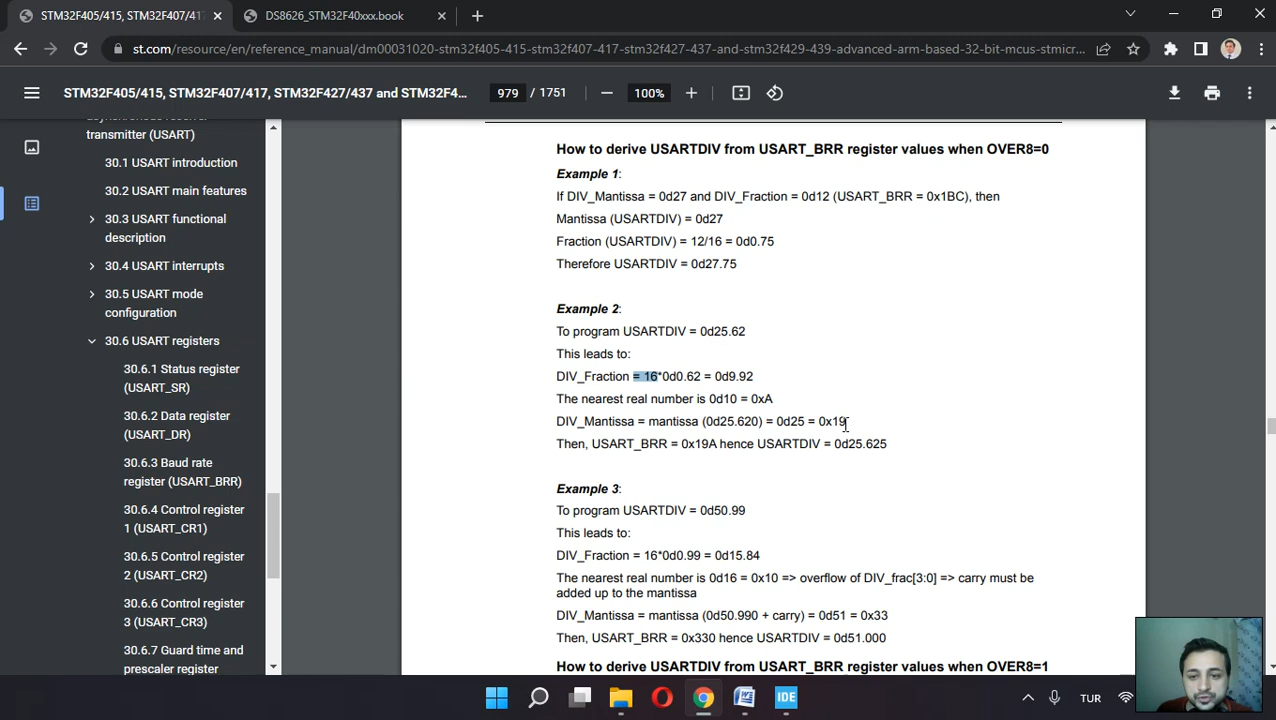 STM32F405/415, STM32F407/417
DS8626_STM32F40xxx.book
st.com/resource/en/reference_manual/dm00031020-stm32f405-415-stm32f407-417-stm32f427-437-and-stm32f429-439-advanced-arm-based-32-bit-mcus-stmicr...
STM32F405/415, STM32F407/417, STM32F427/437 and STM32F4...
979 / 1751
100%
transmitter (USART)
30.1 USART introduction
30.2 USART main features
30.3 USART functional
description
30.4 USART interrupts
30.5 USART mode
configuration
30.6 USART registers
30.6.1 Status register
(USART_SR)
30.6.2 Data register
(USART_DR)
30.6.3 Baud rate
register (USART_BRR)
30.6.4 Control register
1 (USART_CR1)
30.6.5 Control register
2 (USART_CR2)
30.6.6 Control register
3 (USART_CR3)
30.6.7 Guard time and
prescaler register
How to derive USARTDIV from USART_BRR register values when OVER8=0
Example 1:
If DIV_Mantissa = 0d27 and DIV_Fraction = 0d12 (USART_BRR = 0x1BC), then
Mantissa (USARTDIV) = 0d27
Fraction (USARTDIV) = 12/16 = 0d0.75
Therefore USARTDIV = 0d27.75
Example 2:
To program USARTDIV = 0d25.62
This leads to:
DIV_Fraction = 16*0d0.62 = 0d9.92
The nearest real number is 0d10 = 0xA
DIV_Mantissa = mantissa (0d25.620) = 0d25 = 0x19
Then, USART_BRR = 0x19A hence USARTDIV = 0d25.625
Example 3:
To program USARTDIV = 0d50.99
This leads to:
DIV_Fraction = 16*0d0.99 = 0d15.84
The nearest real number is 0d16 = 0x10 => overflow of DIV_frac[3:0] => carry must be
added up to the mantissa
DIV_Mantissa = mantissa (0d50.990 + carry) = 0d51 = 0x33
Then, USART_BRR = 0x330 hence USARTDIV = 0d51.000
How to derive USARTDIV from USART_BRR register values when OVER8=1
IDE
TUR